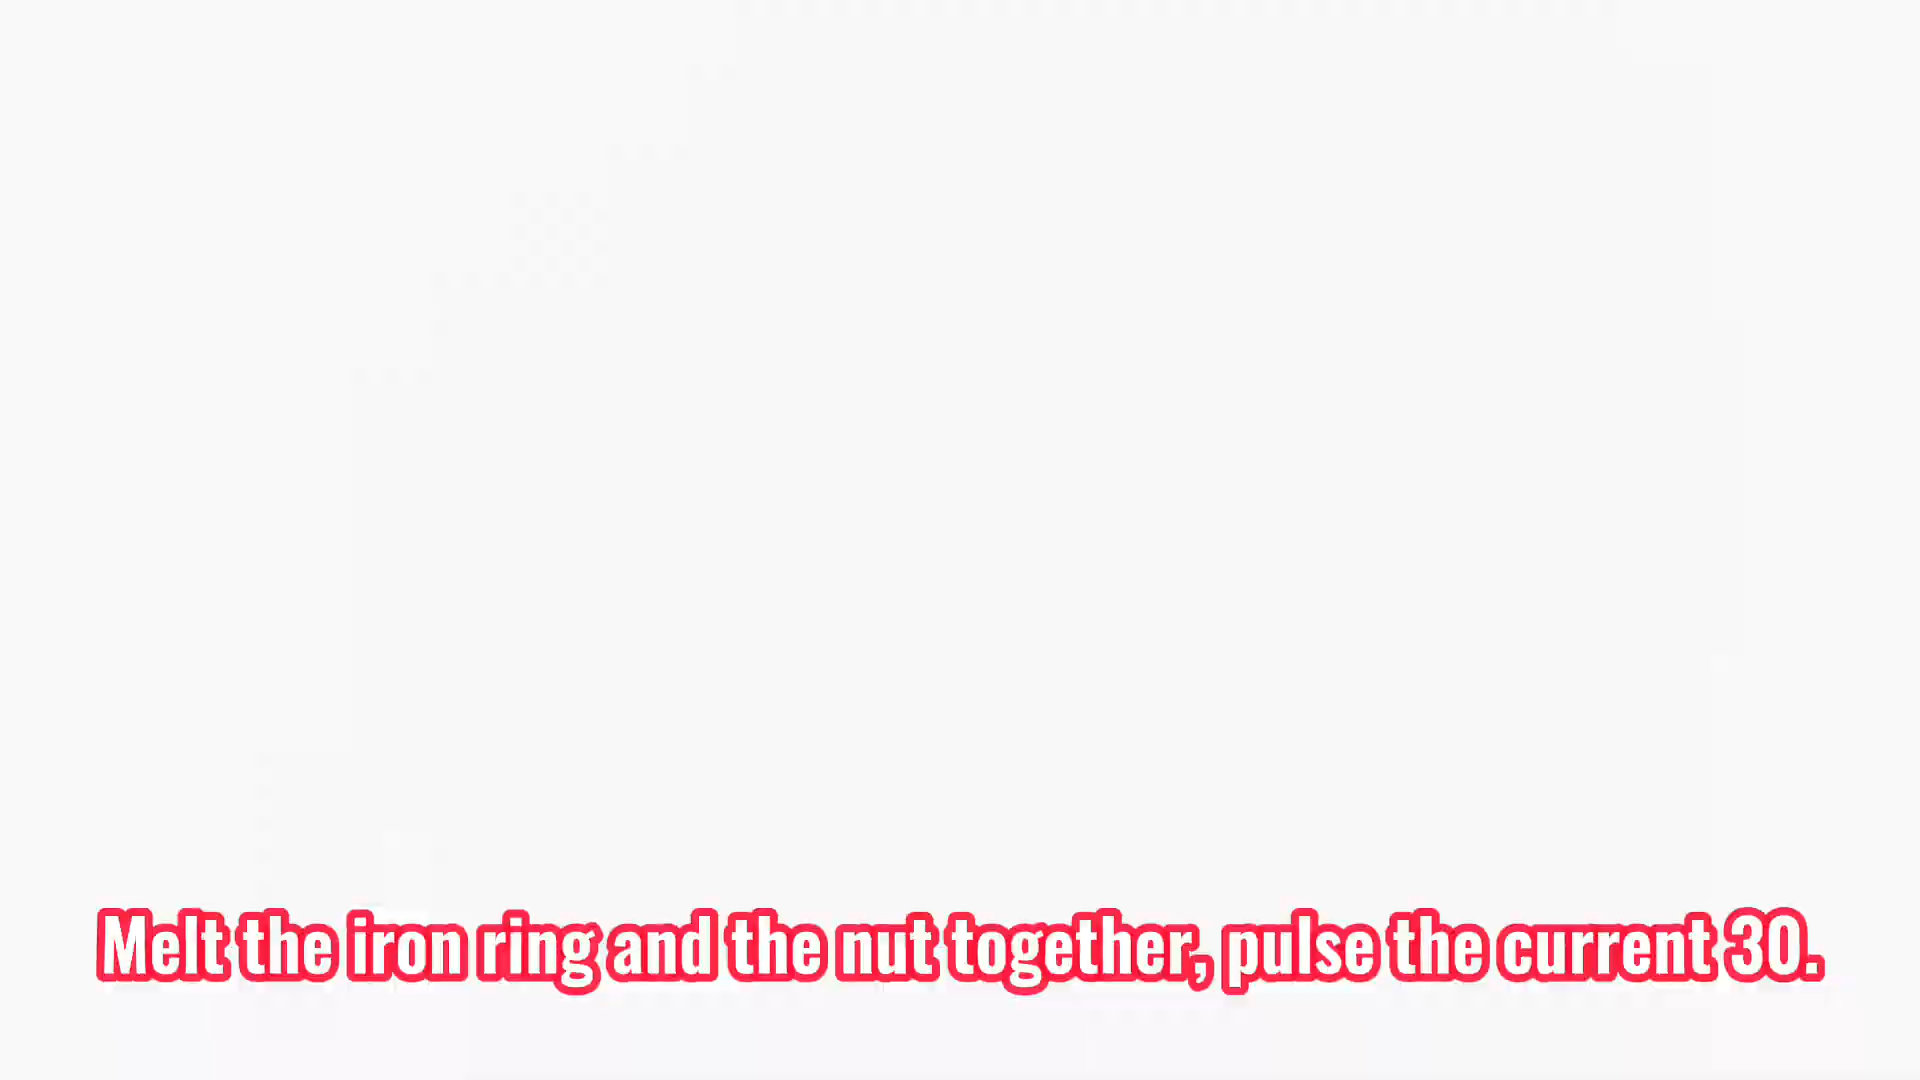 Melt the iron ring and the nut together, pulse the current 30.